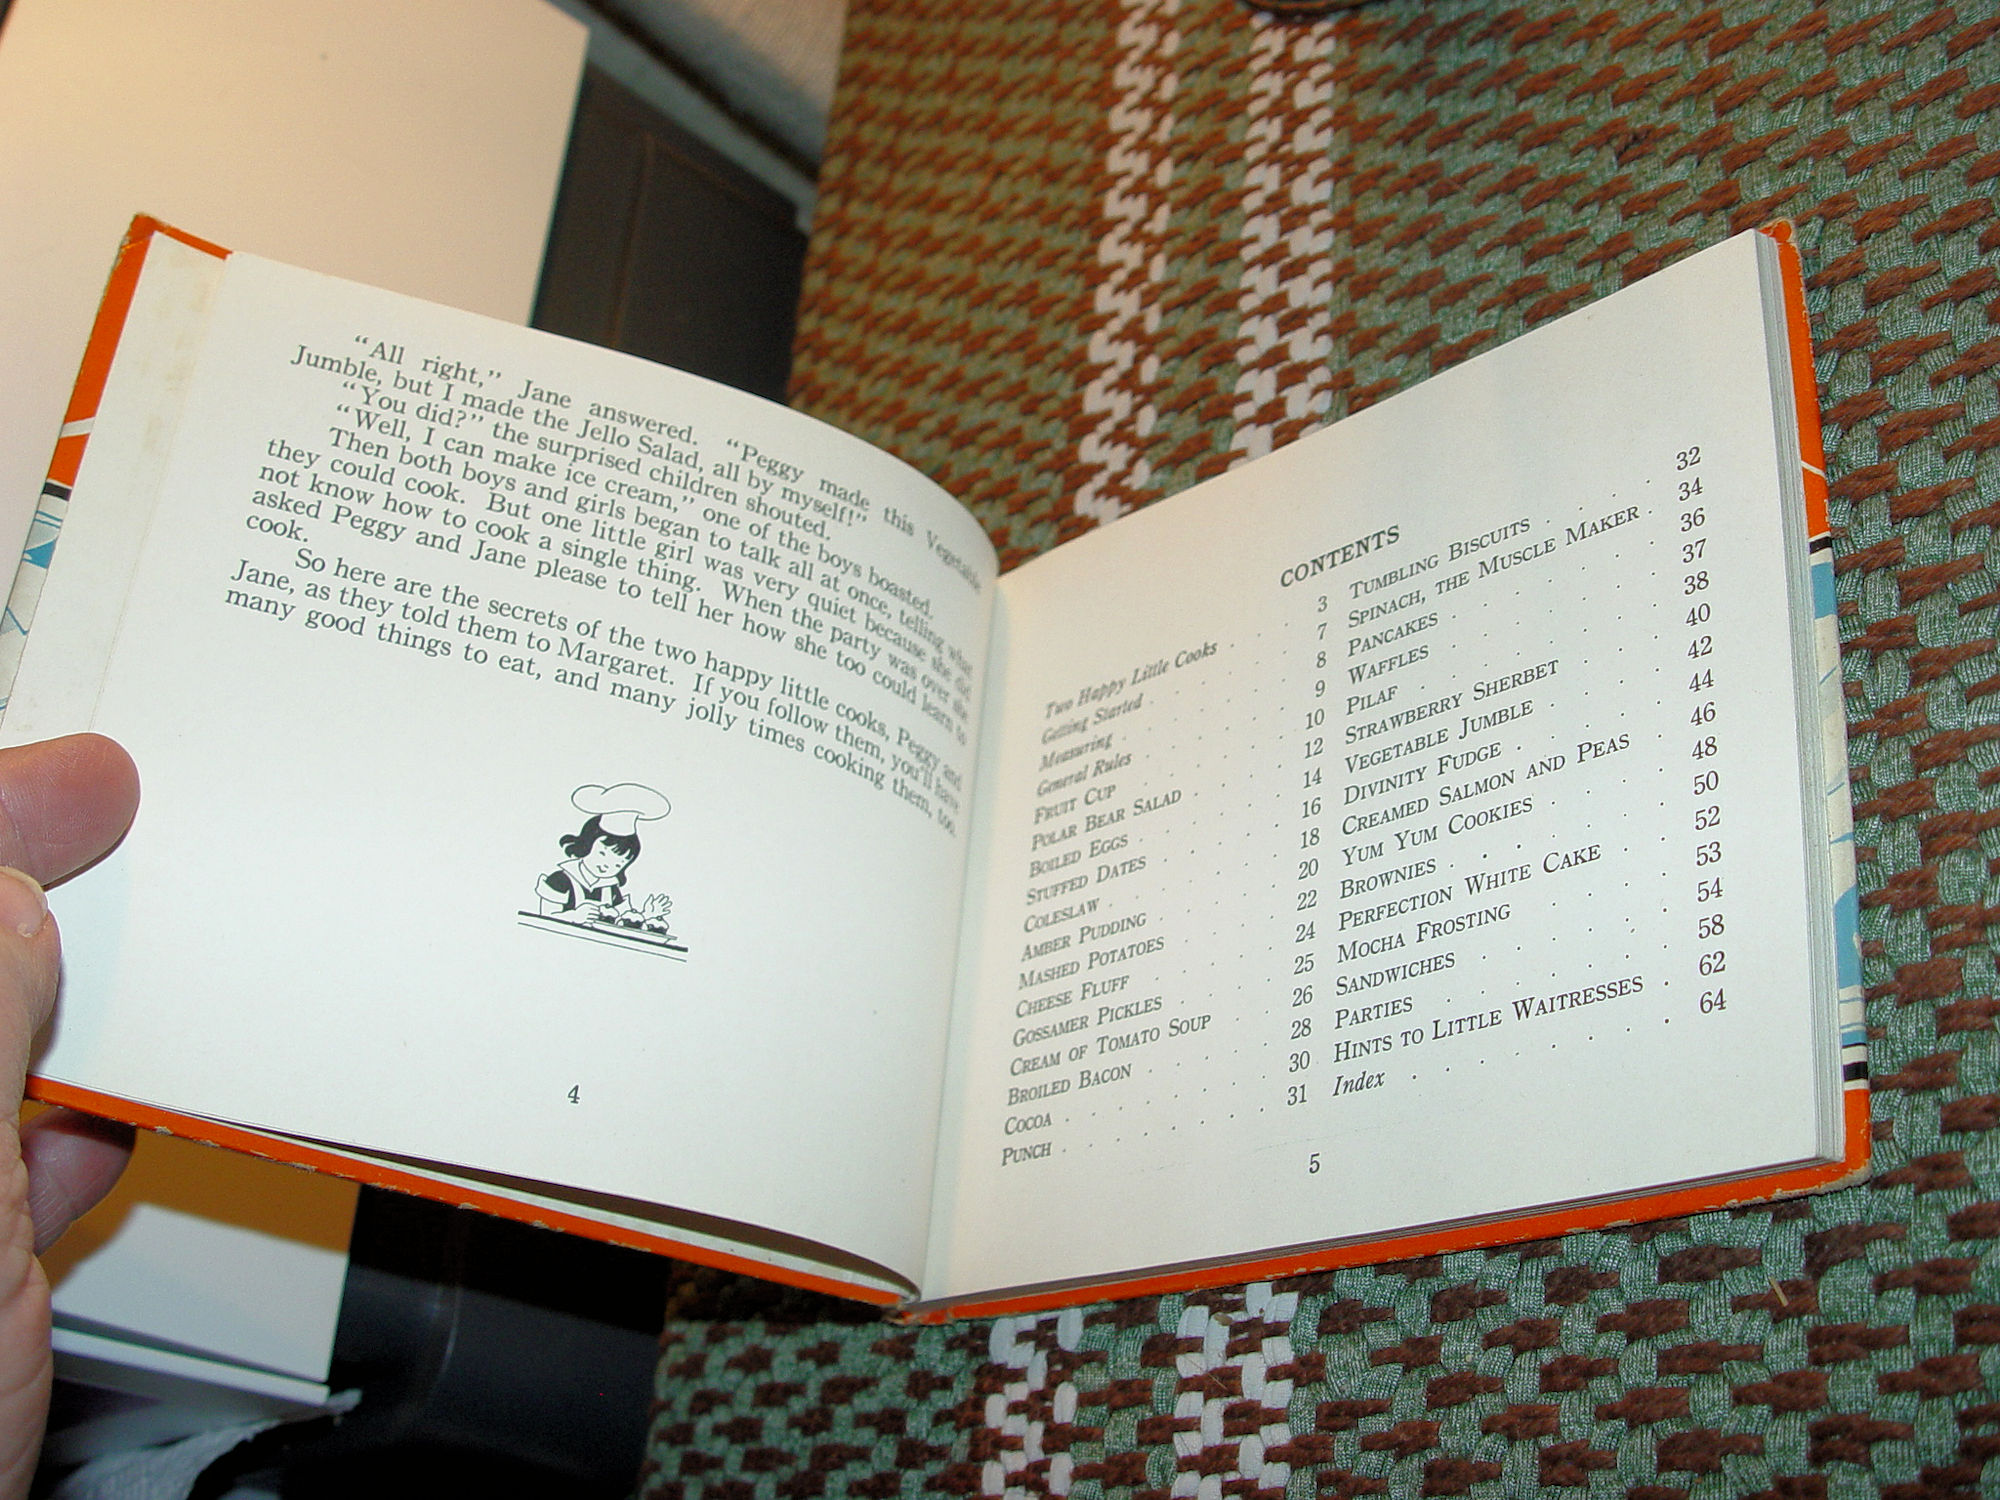 "All right," Jane answered. "Peggy made this Vegetable
Jumble, but I made the Jello Salad, all by myself!"
"You did?" the surprised children shouted.
"Well, I can make ice cream," one of the boys boasted.
Then both boys and girls began to talk all at once, telling what
they could cook. But one little girl was very quiet because she did
not know how to cook a single thing. When the party was over she
asked Peggy and Jane please to tell her how she too could learn to
cook.
So here are the secrets of the two happy little cooks, Peggy and
Jane, as they told them to Margaret. If you follow them, you'll have
many good things to eat, and many jolly times cooking them, too.
4
CONTENTS
Two Happy Little Cooks . . 3
Getting Started . . . . 7
Measuring . . . . . 8
General Rules . . . . 9
FRUIT CUP . . . . . 10
POLAR BEAR SALAD . . . . 12
BOILED EGGS . . . . . 14
STUFFED DATES . . . . 16
COLESLAW . . . . . 18
AMBER PUDDING . . . . 20
MASHED POTATOES . . . . 22
CHEESE FLUFF . . . . 24
GOSSAMER PICKLES . . . . 25
CREAM OF TOMATO SOUP . . 26
BROILED BACON . . . . 28
COCOA . . . . . . 30
PUNCH . . . . . . 31
TUMBLING BISCUITS . . . . 32
SPINACH, THE MUSCLE MAKER . 34
PANCAKES . . . . . 36
WAFFLES . . . . . 37
PILAF . . . . . . 38
STRAWBERRY SHERBET . . . 40
VEGETABLE JUMBLE . . . . 42
DIVINITY FUDGE . . . . 44
CREAMED SALMON AND PEAS . 46
YUM YUM COOKIES . . . . 48
BROWNIES . . . . . 50
PERFECTION WHITE CAKE . . 52
MOCHA FROSTING . . . . 53
SANDWICHES . . . . . 54
PARTIES . . . . . 58
HINTS TO LITTLE WAITRESSES . 62
Index . . . . . . 64
5